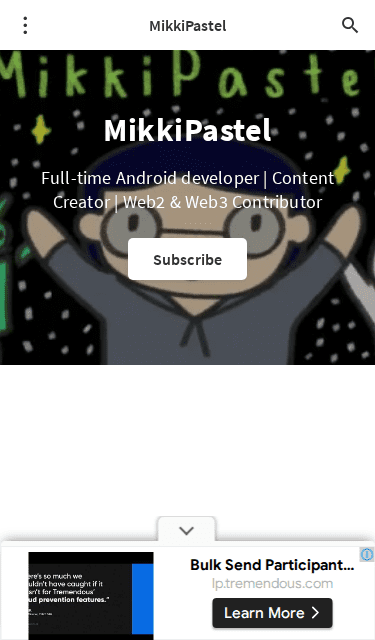 MikkiPastel
MikkiPaste
MikkiPastel
Full-time Android developer | Content
Creator | Web2 & Web3 Contributor
Subscribe
ere's so much we
uldn't have caught if it
sn't for Tremendous'
ud prevention features."
Bulk Send Participant...
lp.tremendous.com
Learn More